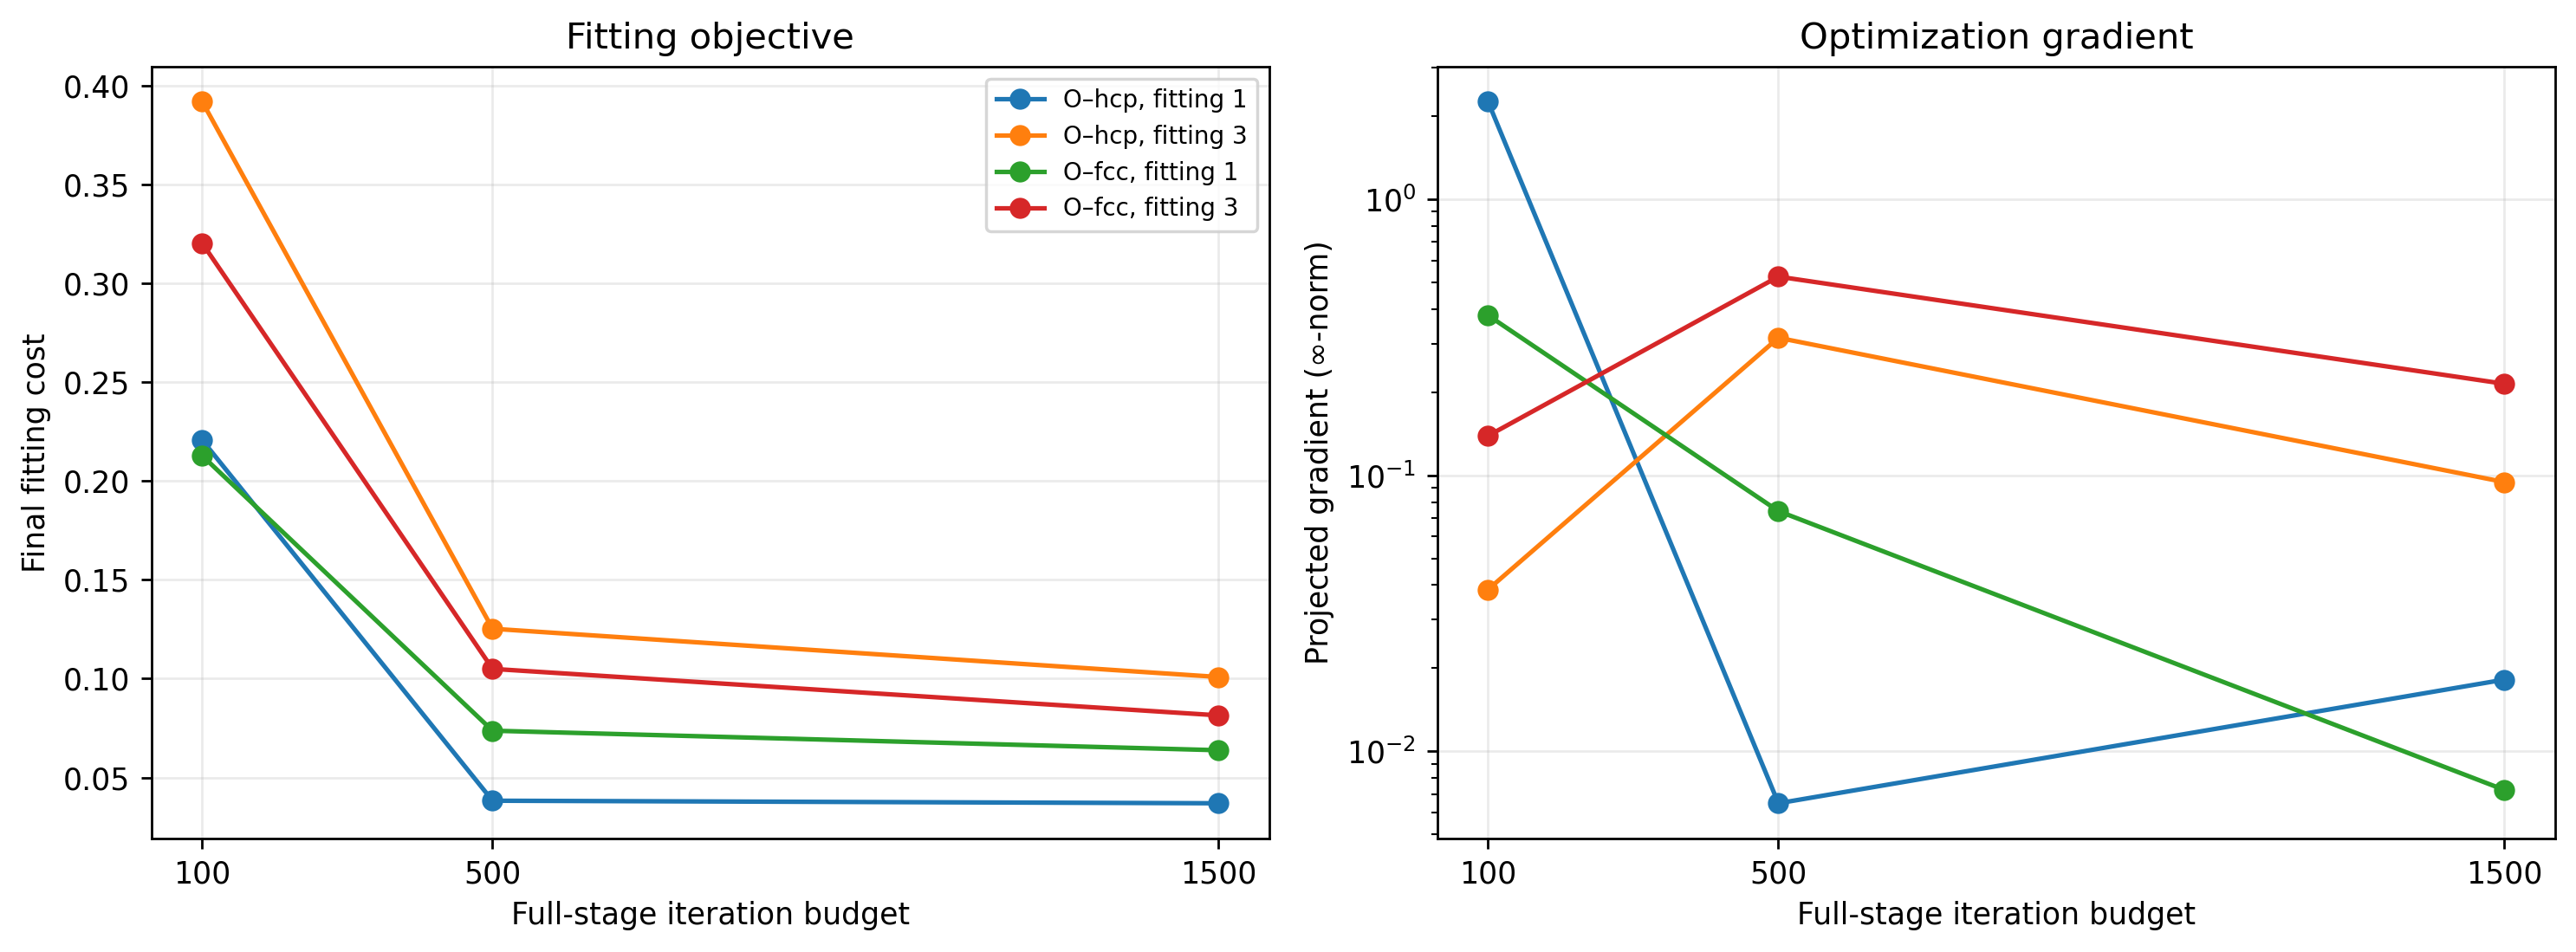 Fitting objective
0.40
0.35
0.30
0.25
0.20
0.15
0.10
0.05
Final fitting cost
O–hcp, fitting 1
O–hcp, fitting 3
O–fcc, fitting 1
O–fcc, fitting 3
100 500 1500
Full-stage iteration budget
Optimization gradient
10⁰
10⁻¹
10⁻²
Projected gradient (∞-norm)
100 500 1500
Full-stage iteration budget